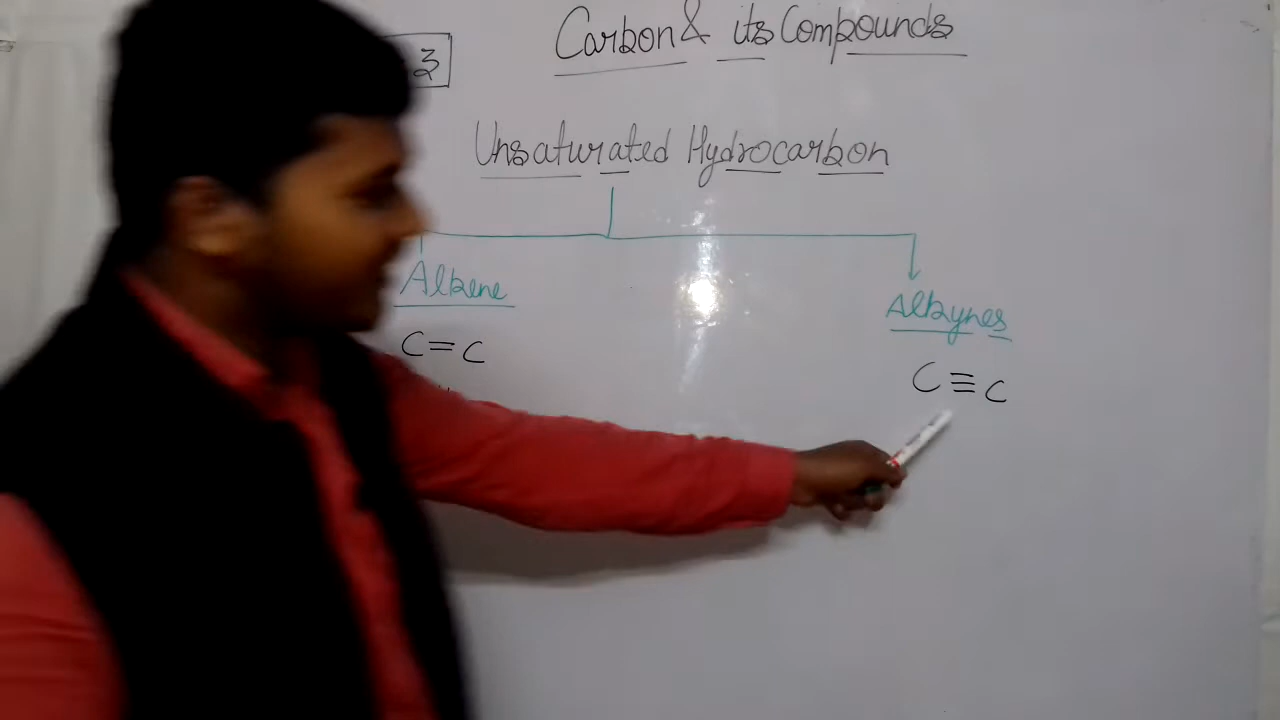 3
Carbon & its Compounds
Unsaturated Hydrocarbon
Alkene
Alkynes
C=C
C≡C